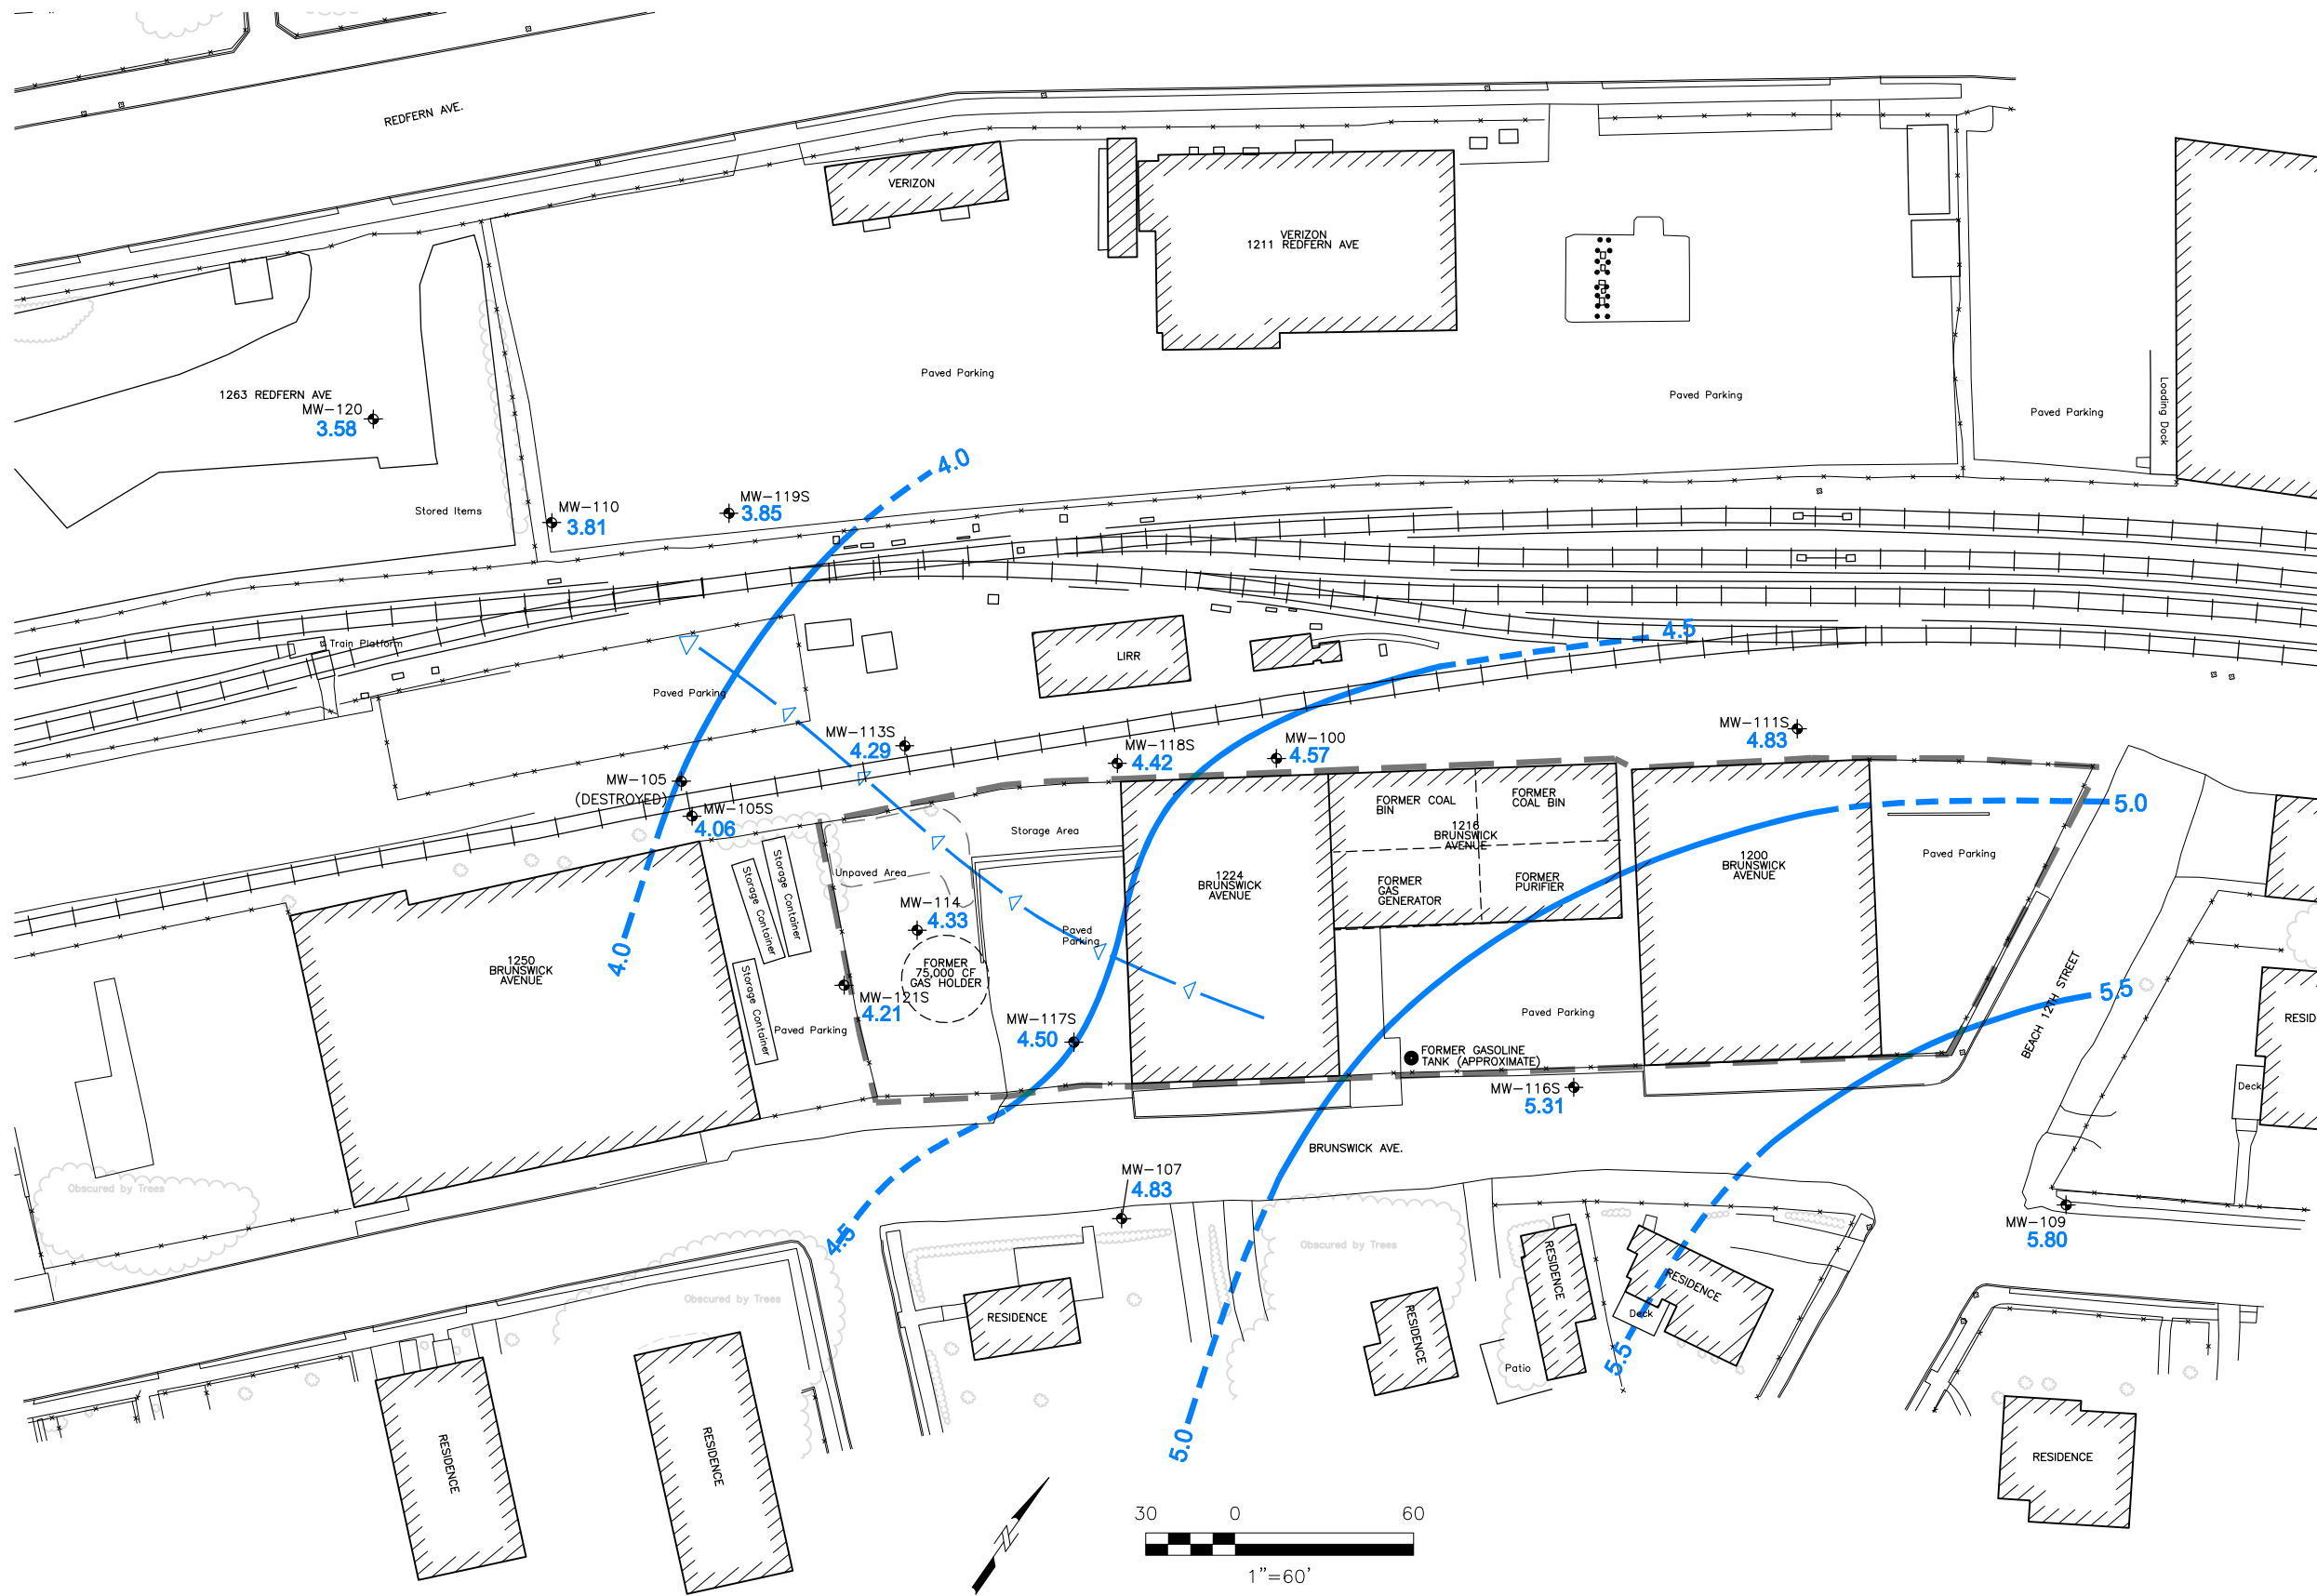 REDFERN AVE.
VERIZON
VERIZON
1211 REDFERN AVE
Paved Parking
Paved Parking
Paved Parking
Loading Dock
1263 REDFERN AVE
MW-120
3.58
Stored Items
MW-110
3.81
MW-119S
3.85
4.0
Train Platform
Paved Parking
LIRR
4.5
MW-113S
4.29
MW-118S
4.42
MW-100
4.57
MW-111S
4.83
MW-105
(DESTROYED)
MW-105S
4.06
Storage Area
FORMER COAL
BIN
FORMER
COAL BIN
1216
BRUNSWICK
AVENUE
5.0
Paved Parking
Storage Container
Storage Container
Storage Container
Unpaved Area
1224
BRUNSWICK
AVENUE
FORMER
GAS
GENERATOR
FORMER
PURIFIER
1200
BRUNSWICK
AVENUE
MW-114
4.33
Paved
Parking
4.0
1250
BRUNSWICK
AVENUE
FORMER
75,000 CF
GAS HOLDER
MW-121S
4.21
Paved Parking
MW-117S
4.50
Paved Parking
5.5
BEACH 12TH STREET
RESID
FORMER GASOLINE
TANK (APPROXIMATE)
MW-116S
5.31
Deck
BRUNSWICK AVE.
MW-107
4.83
Obscured by Trees
4.5
Obscured by Trees
MW-109
5.80
Obscured by Trees
RESIDENCE
RESIDENCE
RESIDENCE
RESIDENCE
Deck
Patio
5.5
5.0
RESIDENCE
RESIDENCE
RESIDENCE
N
30 0 60
1"=60'